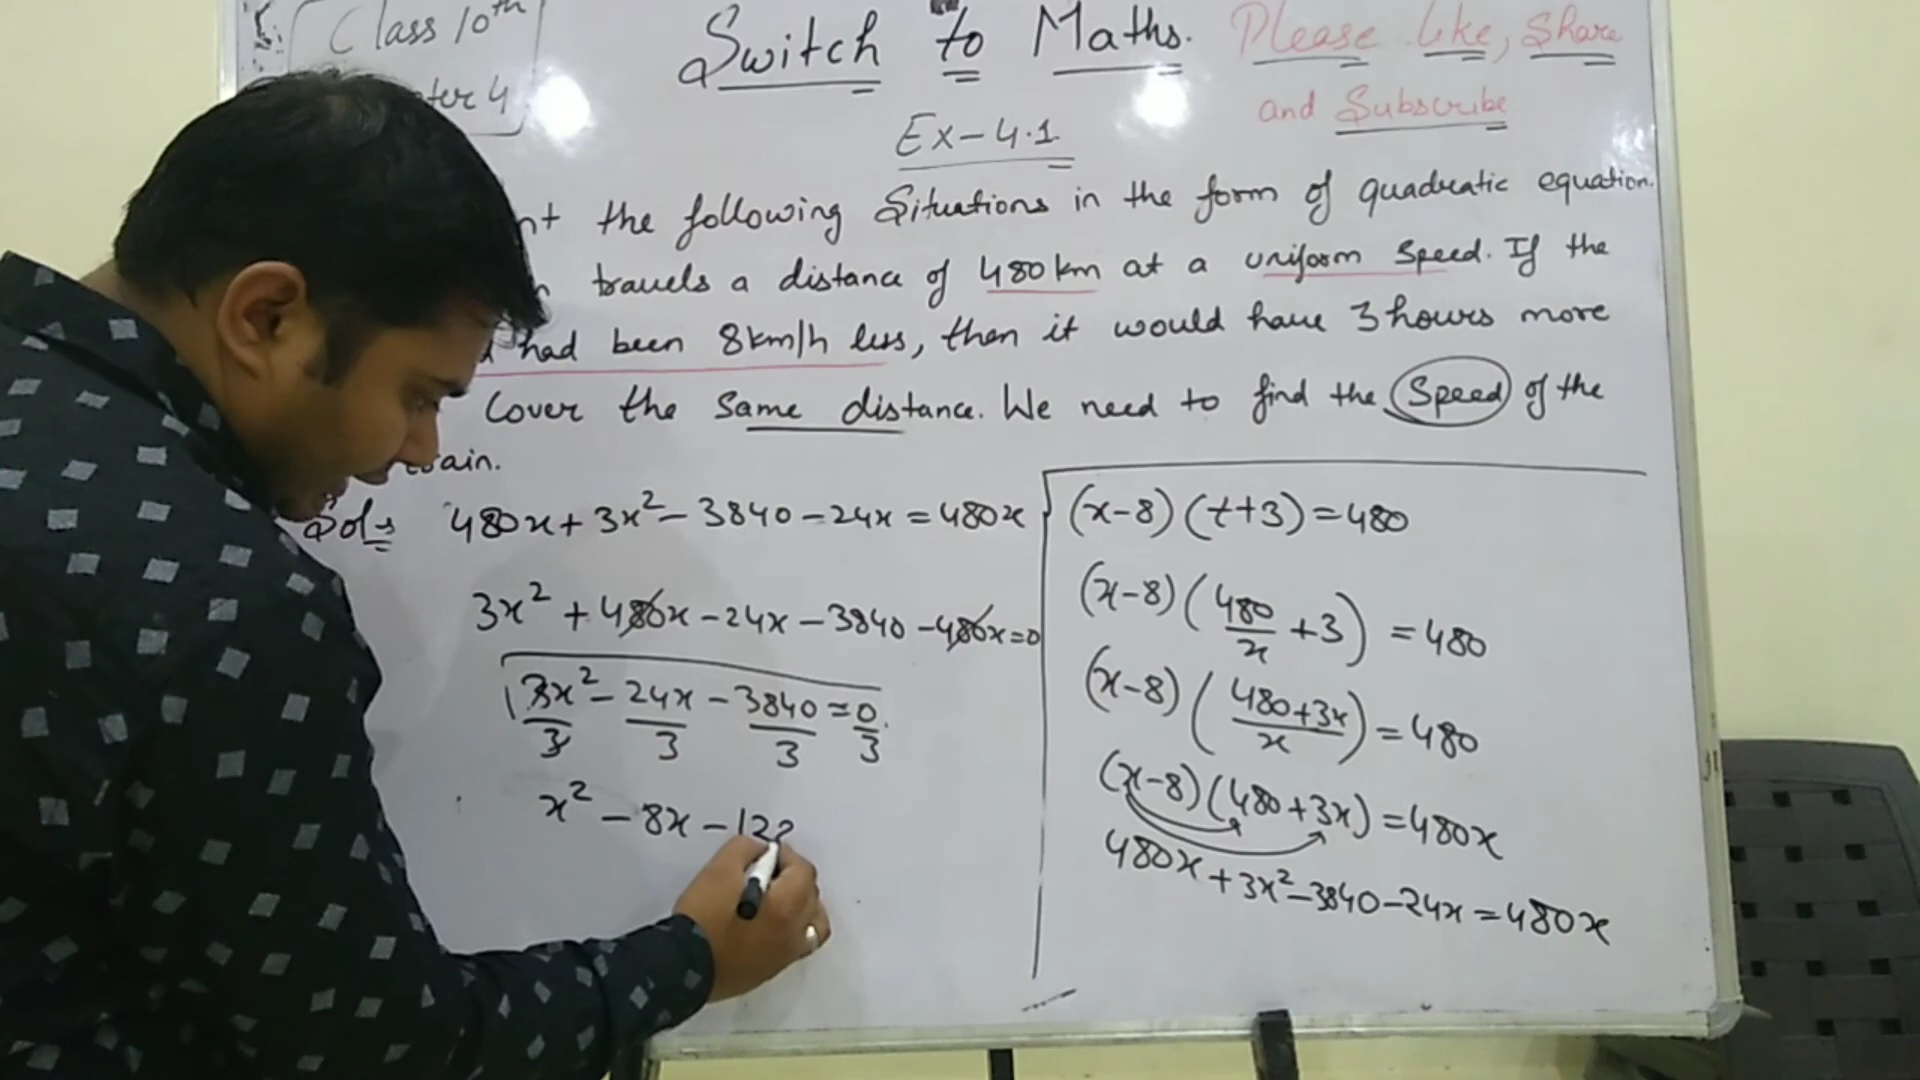 Class 10th
Switch to Maths.
Please like, Share
and Subscribe
4
Ex-4.1
the following Situations in the form of quadratic equation.
travels a distance of 480km at a uniform Speed. If the
had been 8km/h less, then it would have 3hours more
Cover the Same distance. We need to find the Speed of the
Sol:
480x + 3x² - 3840 - 24x = 480x
3x² + 480x - 24x - 3840 - 480x = 0
3x²/3 - 24x/3 - 3840/3 = 0/3
x² - 8x - 12
(x-8) (t+3) = 480
(x-8) (480/x + 3) = 480
(x-8) (480+3x/x) = 480
(x-8) (480+3x) = 480x
480x + 3x² - 3840 - 24x = 480x